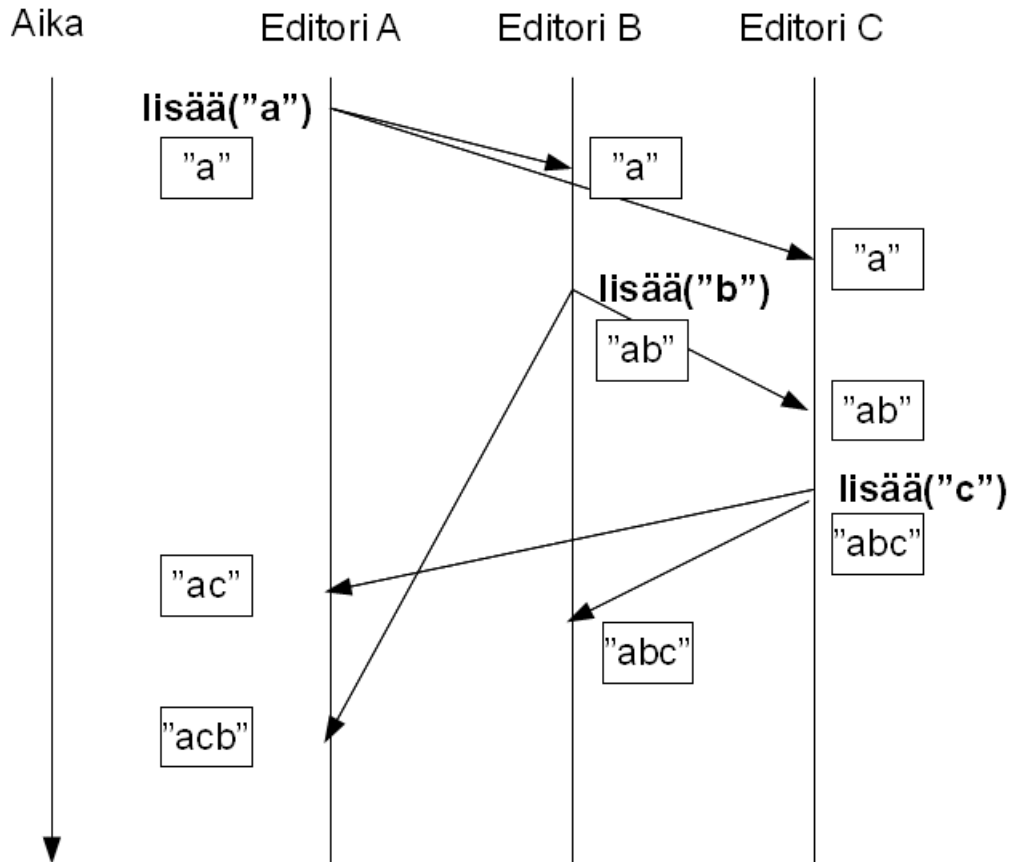 Aika
Editori A
Editori B
Editori C
lisää(”a”)
”a”
”a”
”a”
lisää(”b”)
”ab”
”ab”
lisää(”c”)
”abc”
”ac”
”abc”
”acb”